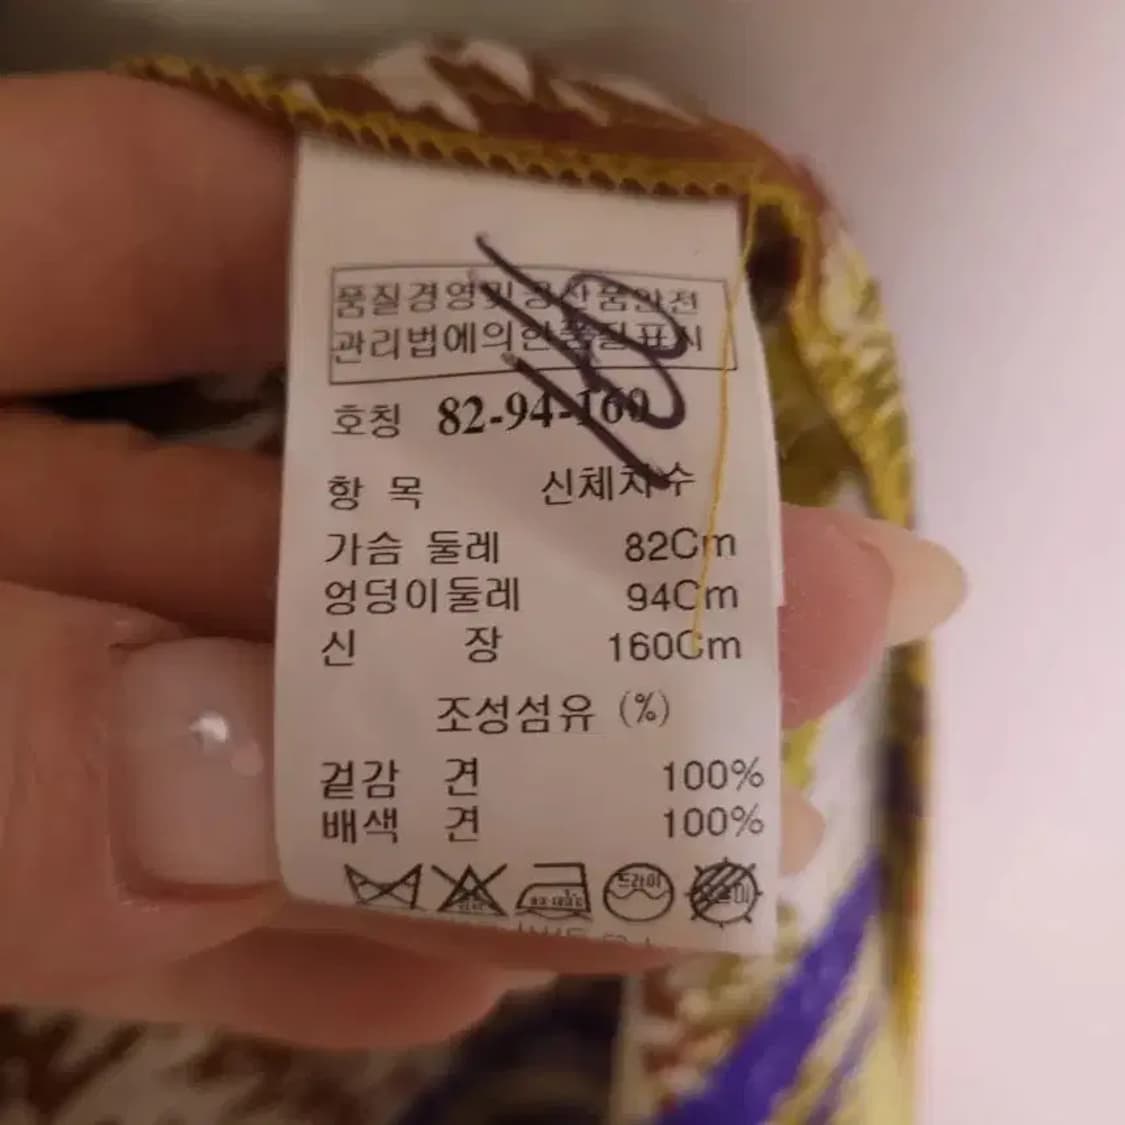 품질경영및공산품안전
관리법에의한품질표시
호칭 82-94-160
항 목 신체치수
가슴 둘레 82Cm
엉덩이둘레 94Cm
신 장 160Cm
조성섬유 (%)
겉감 견 100%
배색 견 100%
드라이